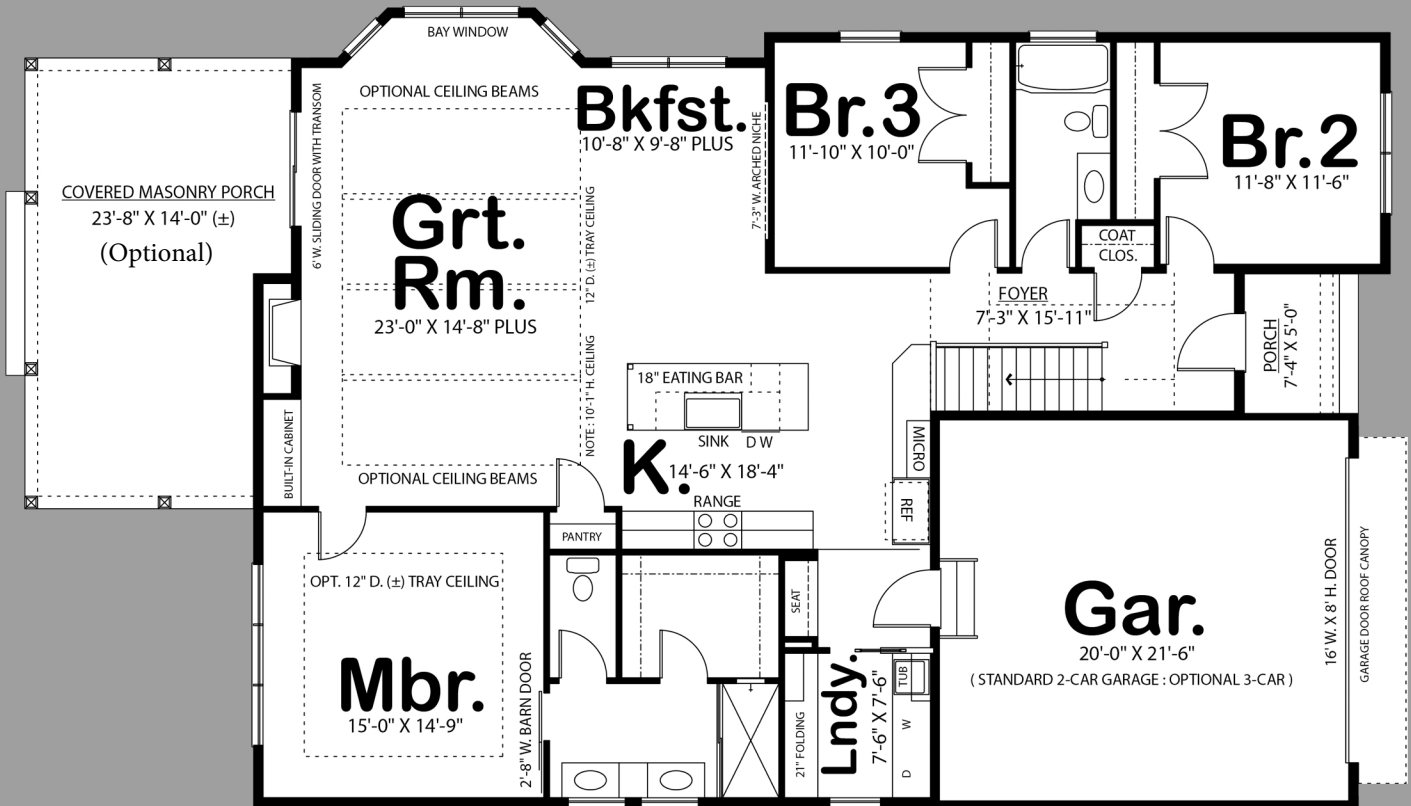 BAY WINDOW
OPTIONAL CEILING BEAMS
6' W. SLIDING DOOR WITH TRANSOM
COVERED MASONRY PORCH
23'-8" X 14'-0" (±)
(Optional)
Grt.
Rm.
23'-0" X 14'-8" PLUS
12" D. (±) TRAY CEILING
NOTE : 10'-1" H. CEILING
OPTIONAL CEILING BEAMS
BUILT-IN CABINET
Bkfst.
10'-8" X 9'-8" PLUS
7'-3" W. ARCHED NICHE
Br.3
11'-10" X 10'-0"
Br.2
11'-8" X 11'-6"
COAT
CLOS.
FOYER
7'-3" X 15'-11"
PORCH
7'-4" X 5'-0"
18" EATING BAR
SINK
D W
K.
14'-6" X 18'-4"
RANGE
MICRO
REF
PANTRY
OPT. 12" D. (±) TRAY CEILING
Mbr.
15'-0" X 14'-9"
2'-8" W. BARN DOOR
SEAT
21" FOLDING
Lndy.
7'-6" X 7'-6"
TUB
W
D
Gar.
20'-0" X 21'-6"
( STANDARD 2-CAR GARAGE : OPTIONAL 3-CAR )
16' W. X 8' H. DOOR
GARAGE DOOR ROOF CANOPY